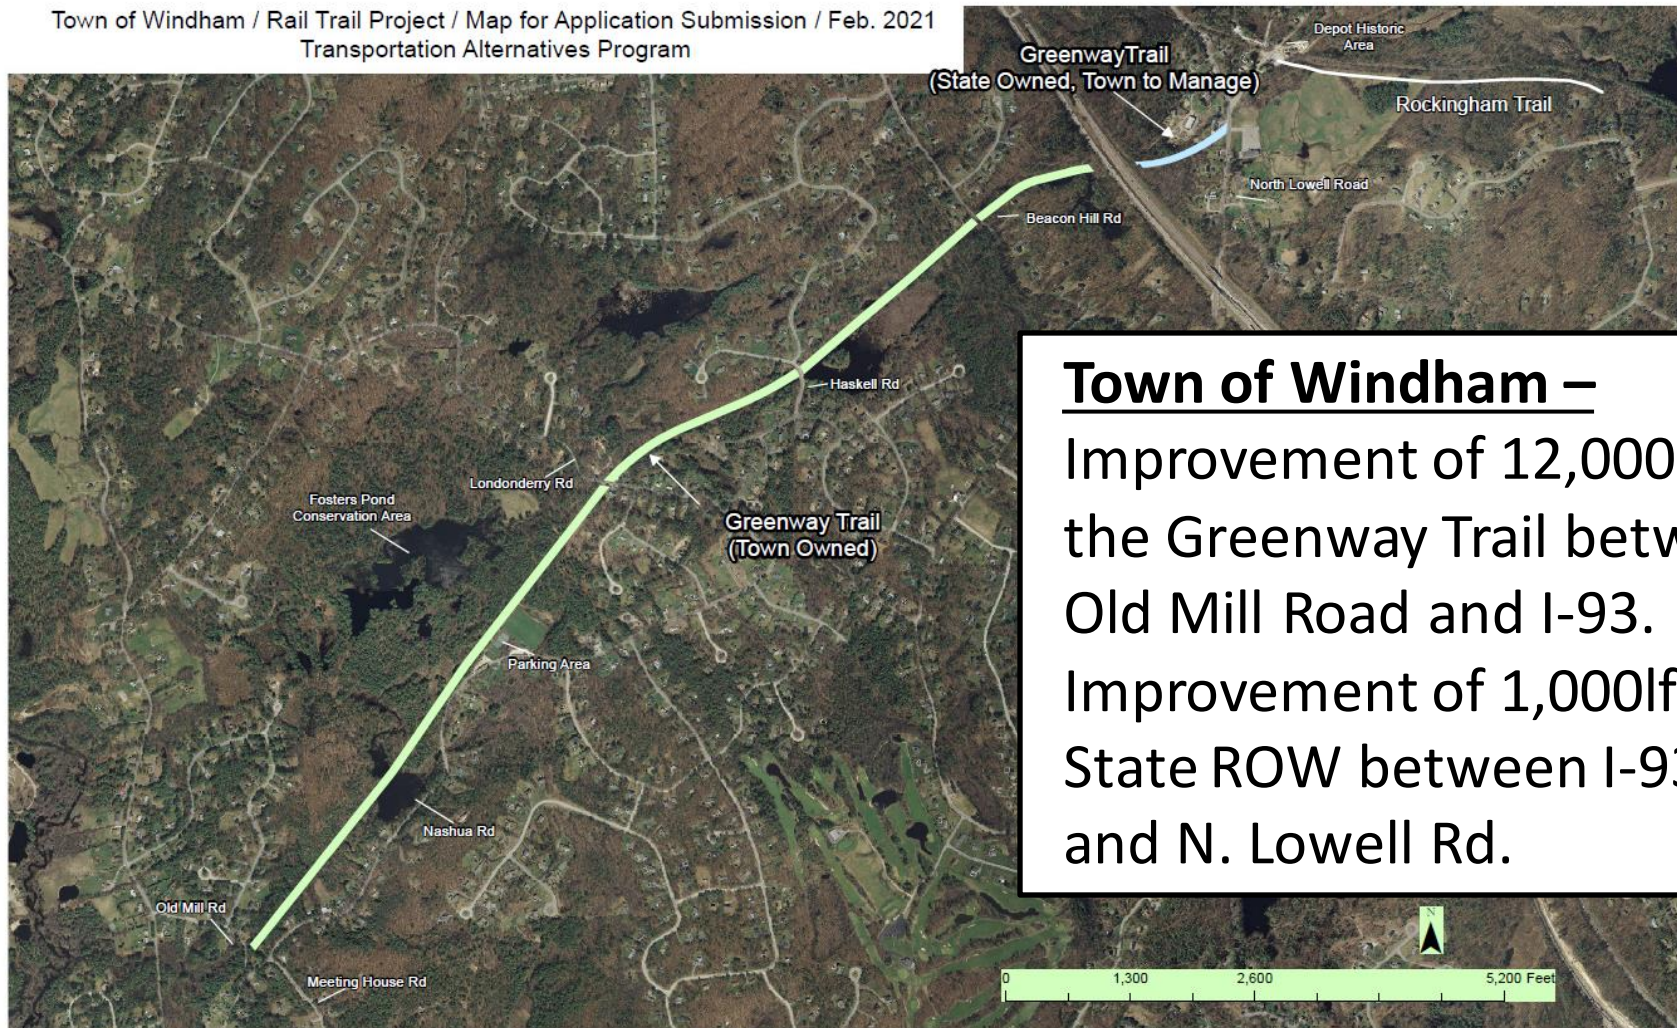 Town of Windham / Rail Trail Project / Map for Application Submission / Feb. 2021
Transportation Alternatives Program
Depot Historic
Area
GreenwayTrail
(State Owned, Town to Manage)
Rockingham Trail
North Lowell Road
Beacon Hill Rd
Haskell Rd
Londonderry Rd
Fosters Pond
Conservation Area
Greenway Trail
(Town Owned)
Parking Area
Nashua Rd
Old Mill Rd
Meeting House Rd
Town of Windham –
Improvement of 12,000
the Greenway Trail betw
Old Mill Road and I-93.
Improvement of 1,000lf
State ROW between I-93
and N. Lowell Rd.
N
0 1,300 2,600 5,200 Feet